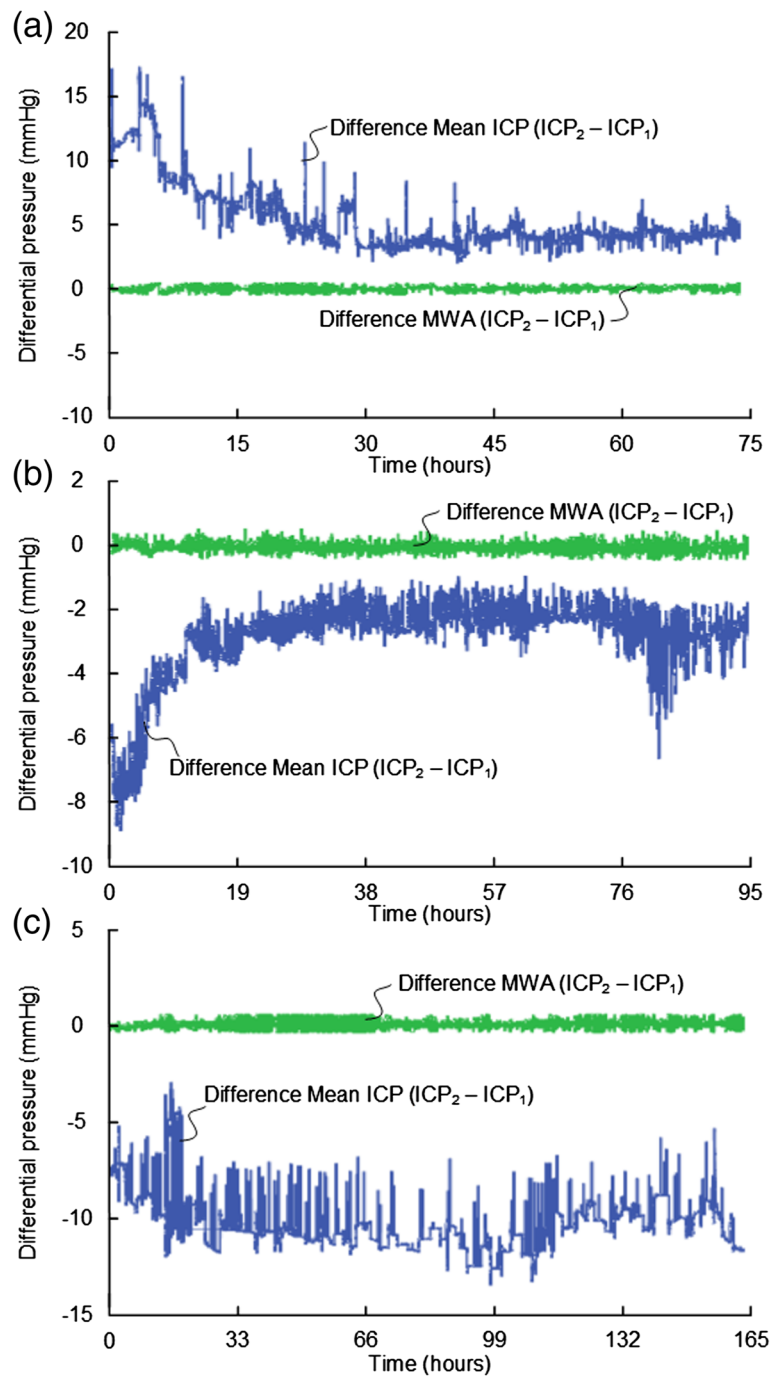 (a)
20
15
10
5
0
-5
-10
Differential pressure (mmHg)
Difference Mean ICP (ICP₂ – ICP₁)
Difference MWA (ICP₂ – ICP₁)
0 15 30 45 60 75
Time (hours)
(b)
2
0
-2
-4
-6
-8
-10
Differential pressure (mmHg)
Difference MWA (ICP₂ – ICP₁)
Difference Mean ICP (ICP₂ – ICP₁)
0 19 38 57 76 95
Time (hours)
(c)
5
0
-5
-10
-15
Differential pressure (mmHg)
Difference MWA (ICP₂ – ICP₁)
Difference Mean ICP (ICP₂ – ICP₁)
0 33 66 99 132 165
Time (hours)